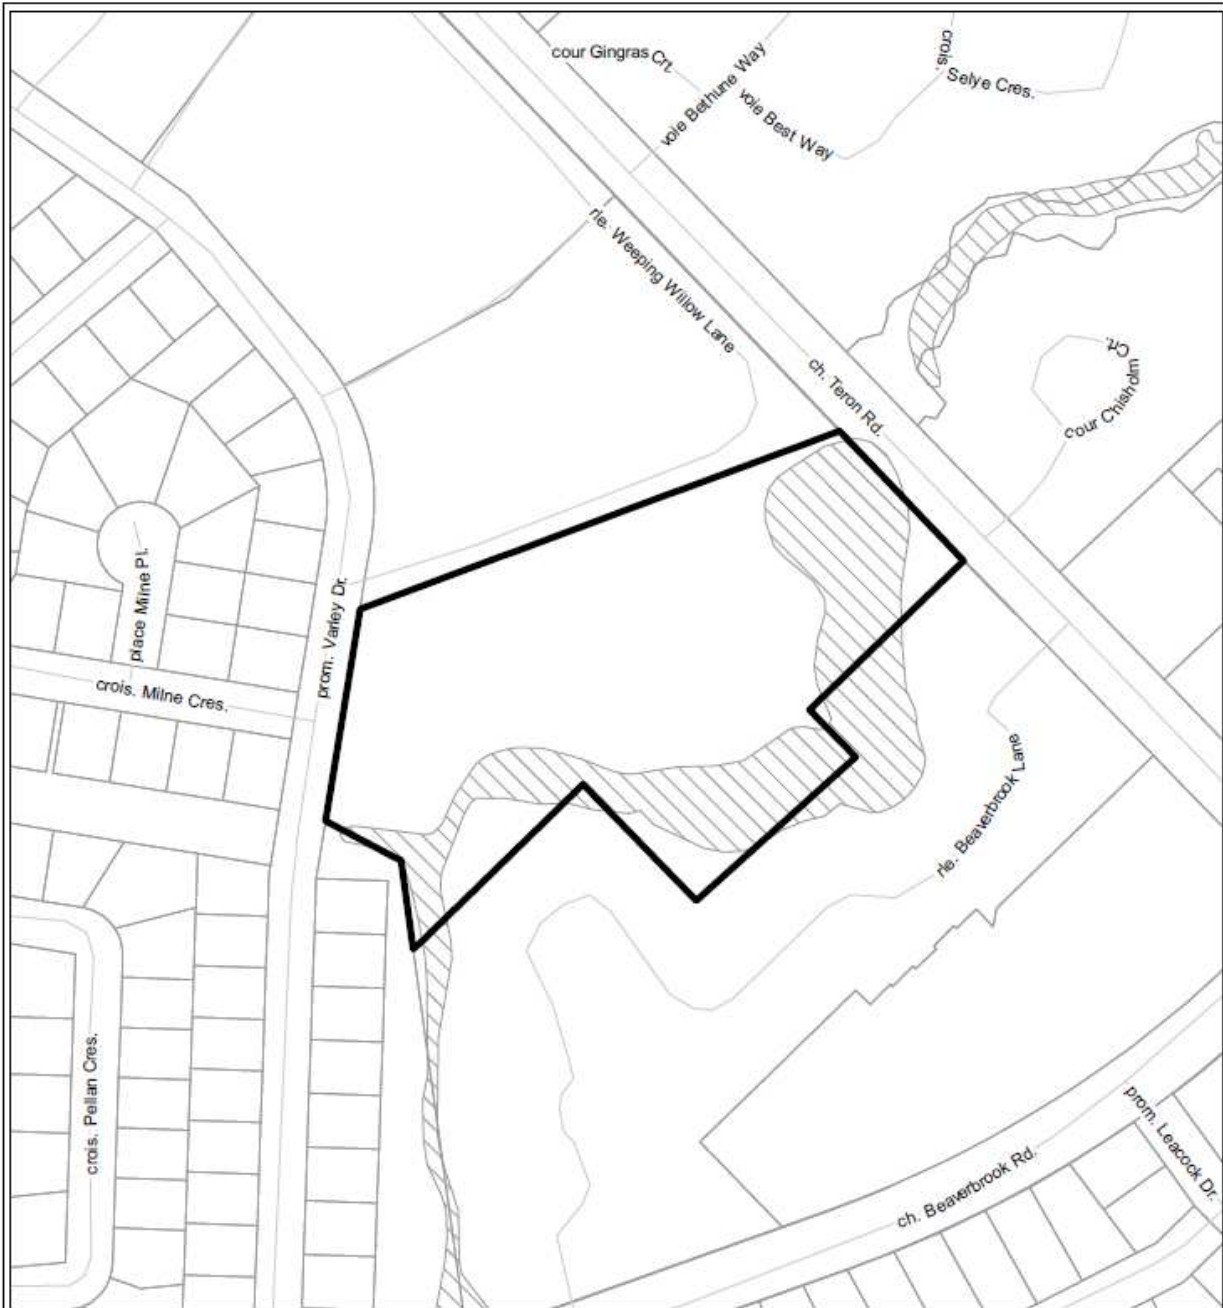 cour Gingras Crt.
voie Bethune Way
voie Best Way
crois.
Selye Cres.
rle. Weeping Willow Lane
ch. Teron Rd.
cour Chisholm
Crt.
place Milne Pl.
prom. Varley Dr.
crois. Milne Cres.
rle. Beaverbrook Lane
crois. Pellan Cres.
prom. Leacock Dr.
ch. Beaverbrook Rd.